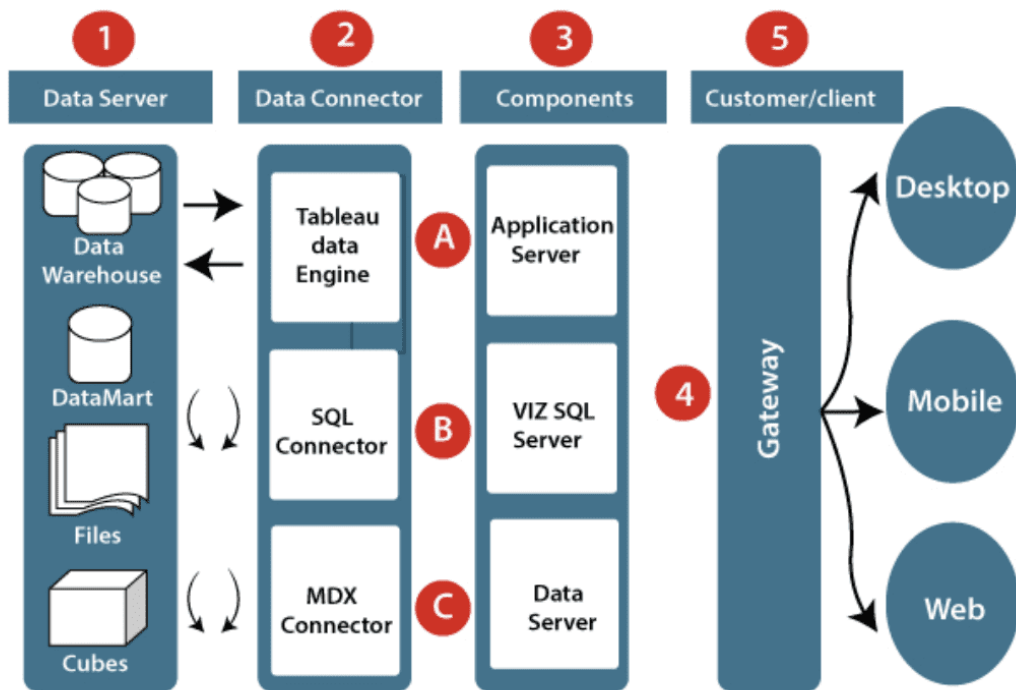 1
2
3
5
Data Server
Data Connector
Components
Customer/client
Data
Warehouse
DataMart
Files
Cubes
Tableau
data
Engine
SQL
Connector
MDX
Connector
A
B
C
Application
Server
VIZ SQL
Server
Data
Server
4
Gateway
Desktop
Mobile
Web